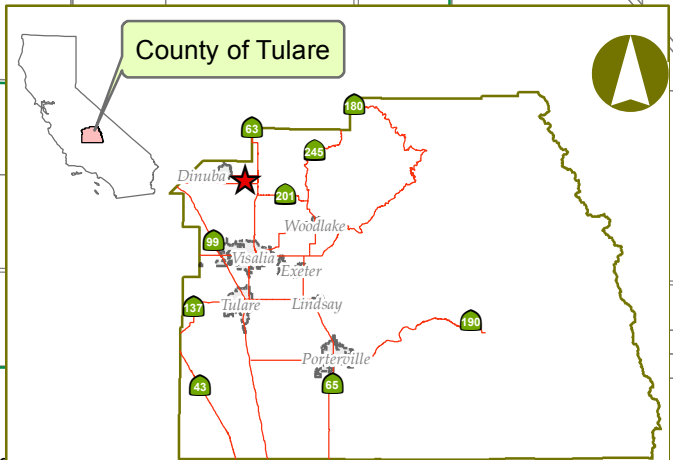 County of Tulare
180
63
245
Dinuba
201
Woodlake
99
Visalia
Exeter
137
Tulare
Lindsay
190
Porterville
43
65